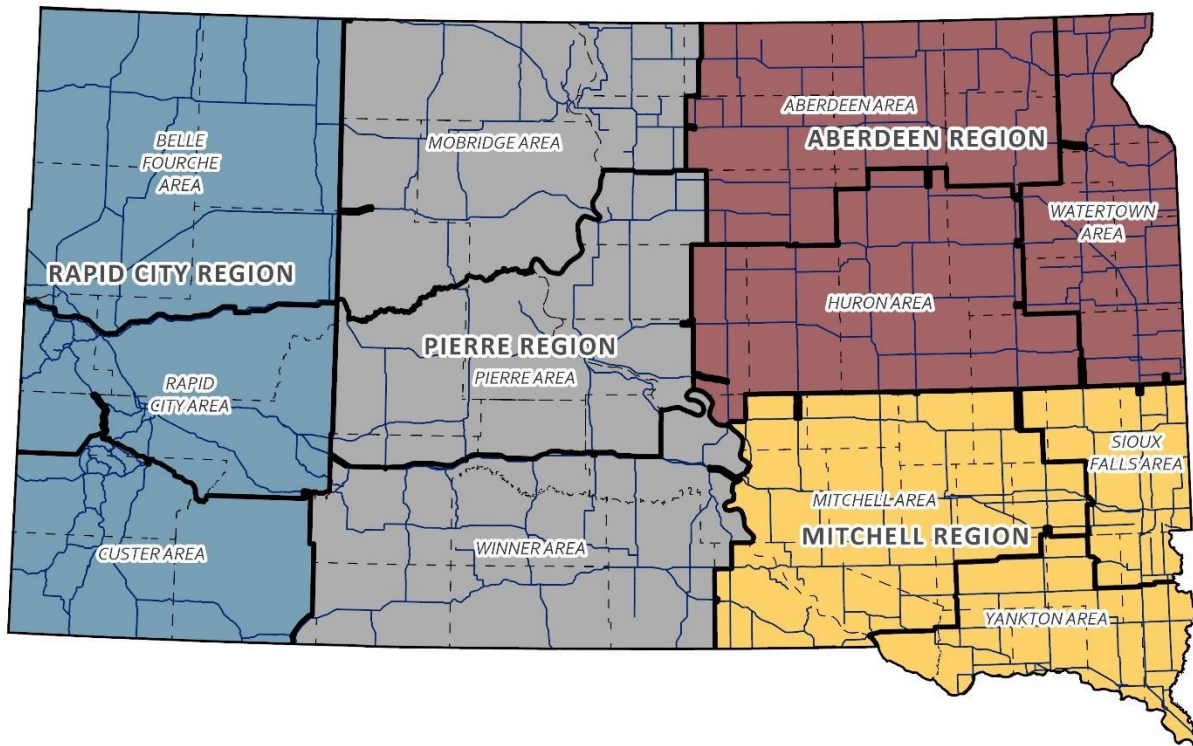 BELLE
FOURCHE
AREA
RAPID CITY REGION
RAPID
CITY AREA
CUSTER AREA
MOBRIDGE AREA
PIERRE REGION
PIERRE AREA
WINNER AREA
ABERDEEN AREA
ABERDEEN REGION
WATERTOWN
AREA
HURON AREA
SIOUX
FALLS AREA
MITCHELL AREA
MITCHELL REGION
YANKTON AREA